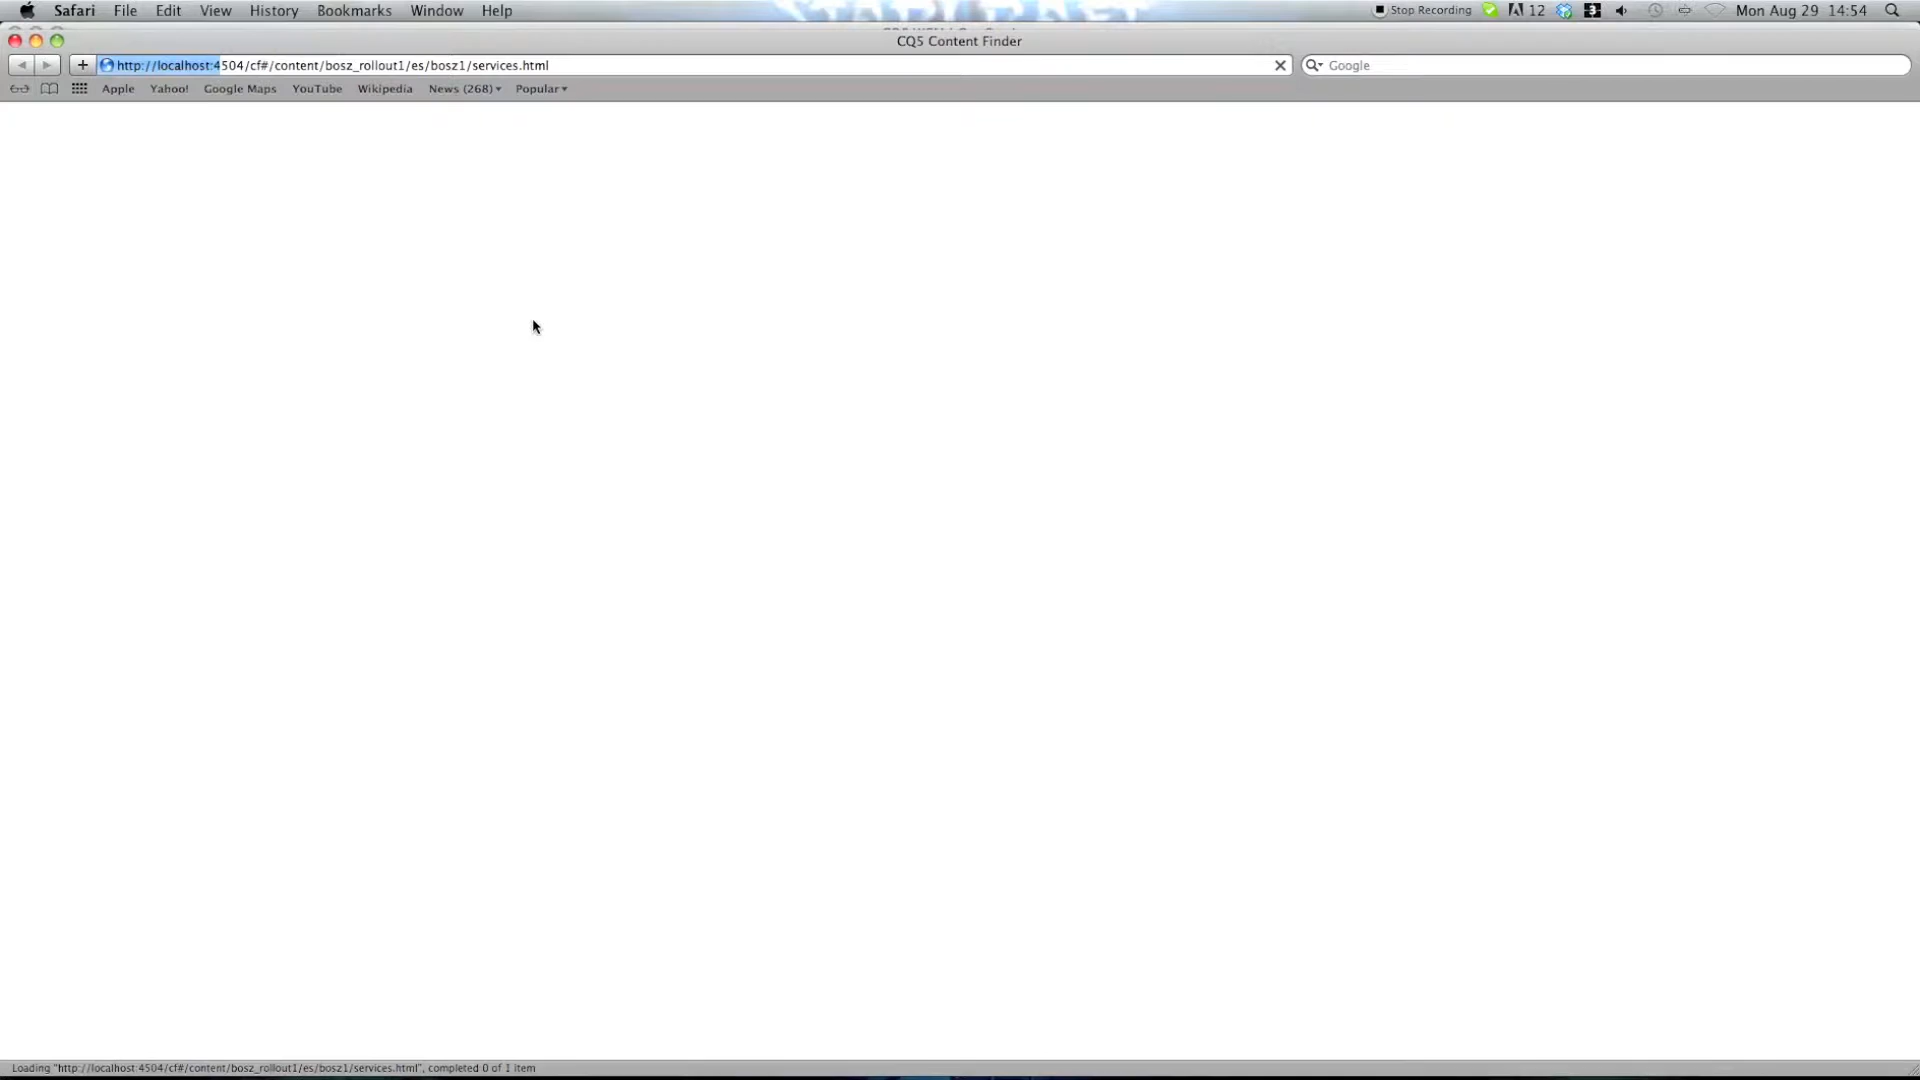 Safari File Edit View History Bookmarks Window Help Stop Recording 12 3 Mon Aug 29 14:54
CQ5 Content Finder
http://localhost:4504/cf#/content/bosz_rollout1/es/bosz1/services.html Google
Apple Yahoo! Google Maps YouTube Wikipedia News (268) Popular
Loading "http://localhost:4504/cf#/content/bosz_rollout1/es/bosz1/services.html", completed 0 of 1 item